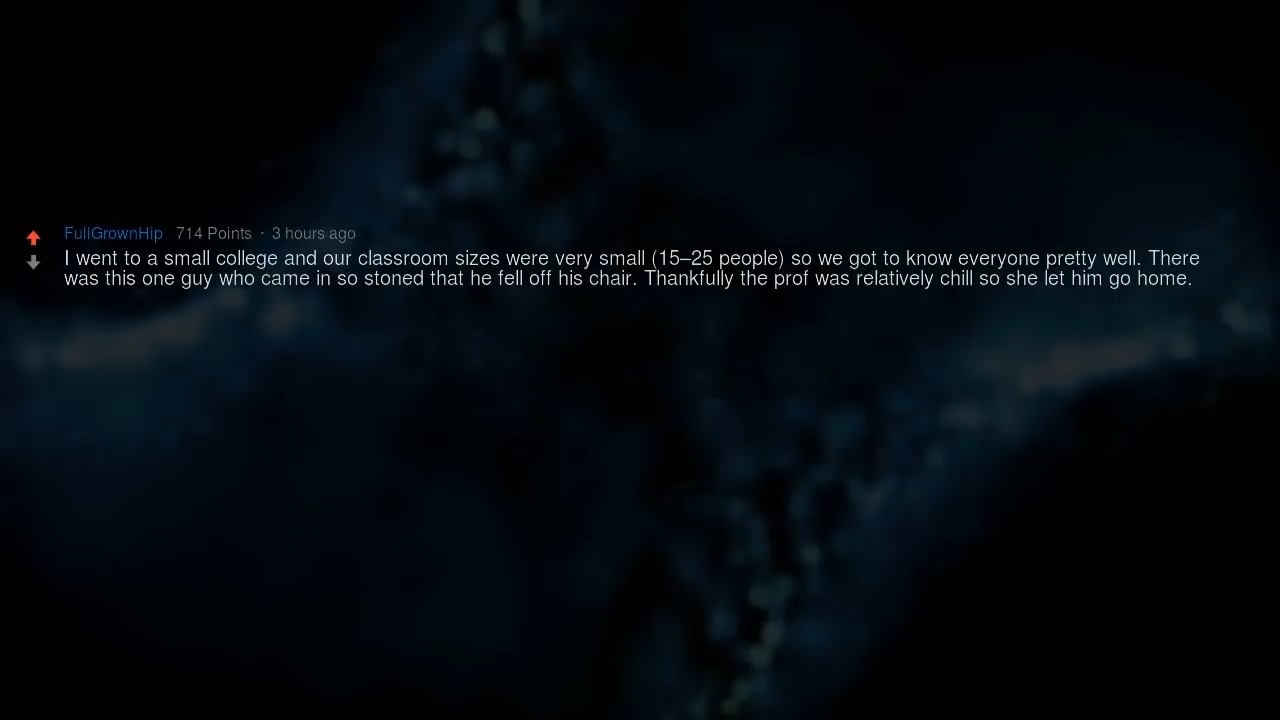 FullGrownHip 714 Points · 3 hours ago
I went to a small college and our classroom sizes were very small (15–25 people) so we got to know everyone pretty well. There
was this one guy who came in so stoned that he fell off his chair. Thankfully the prof was relatively chill so she let him go home.